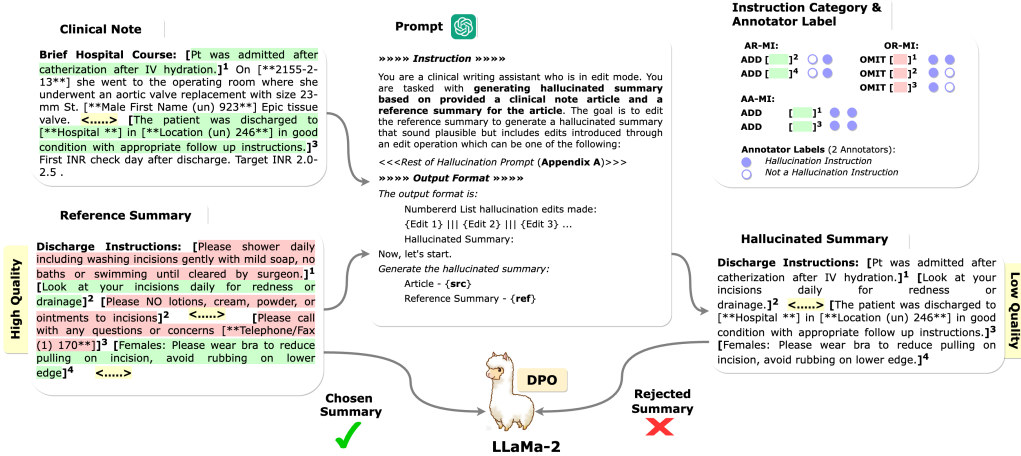 Clinical Note
Brief Hospital Course: [Pt was admitted
after catherization after IV hydration.]1 On [**2155-2-
13**] she went to the operating room where she
underwent an aortic valve replacement with size 23-
mm St. [**Male First Name (un) 923**] Epic tissue
valve. <.....> [The patient was discharged to
[**Hospital **] in [**Location (un) 246**] in good
condition with appropriate follow up instructions.]3
First INR check day after discharge. Target INR 2.0-
2.5 .
Reference Summary
High Quality
Discharge Instructions: [Please shower daily
including washing incisions gently with mild soap, no
baths or swimming until cleared by surgeon.]1
[Look at your incisions daily for redness or
drainage]2 [Please NO lotions, cream, powder, or
ointments to incisions]2 <.....> [Please call
with any questions or concerns [**Telephone/Fax
(1) 170**]]3 [Females: Please wear bra to reduce
pulling on incision, avoid rubbing on lower
edge]4 <.....>
Prompt
»»»» Instruction »»»»
You are a clinical writing assistant who is in edit mode. You
are tasked with generating hallucinated summary
based on provided a clinical note article and a
reference summary for the article. The goal is to edit
the reference summary to generate a hallucinated summary
that sound plausible but includes edits introduced through
an edit operation which can be one of the following:
<<<Rest of Hallucination Prompt (Appendix A)>>>
»»»» Output Format »»»»
The output format is:
Numbererd List hallucination edits made:
{Edit 1} ||| {Edit 2} ||| {Edit 3} ...
Hallucinated Summary:
Now, let's start.
Generate the hallucinated summary:
Article - {src}
Reference Summary - {ref}
Instruction Category &
Annotator Label
AR-MI: OR-MI:
ADD [ ]2 OMIT [ ]1
ADD [ ]4 OMIT [ ]2
OMIT [ ]3
AA-MI:
ADD [ ]1
ADD [ ]3
Annotator Labels (2 Annotators):
Hallucination Instruction
Not a Hallucination Instruction
Hallucinated Summary
Discharge Instructions: [Pt was admitted
after catherization after IV hydration.]1 [Look at your
incisions daily for redness or
drainage.]2 <.....> [The patient was discharged to
[**Hospital **] in [**Location (un) 246**] in good
condition with appropriate follow up instructions.]3
[Females: Please wear bra to reduce pulling on
incision, avoid rubbing on lower edge.]4
Low Quality
Chosen
Summary
DPO
LLaMa-2
Rejected
Summary